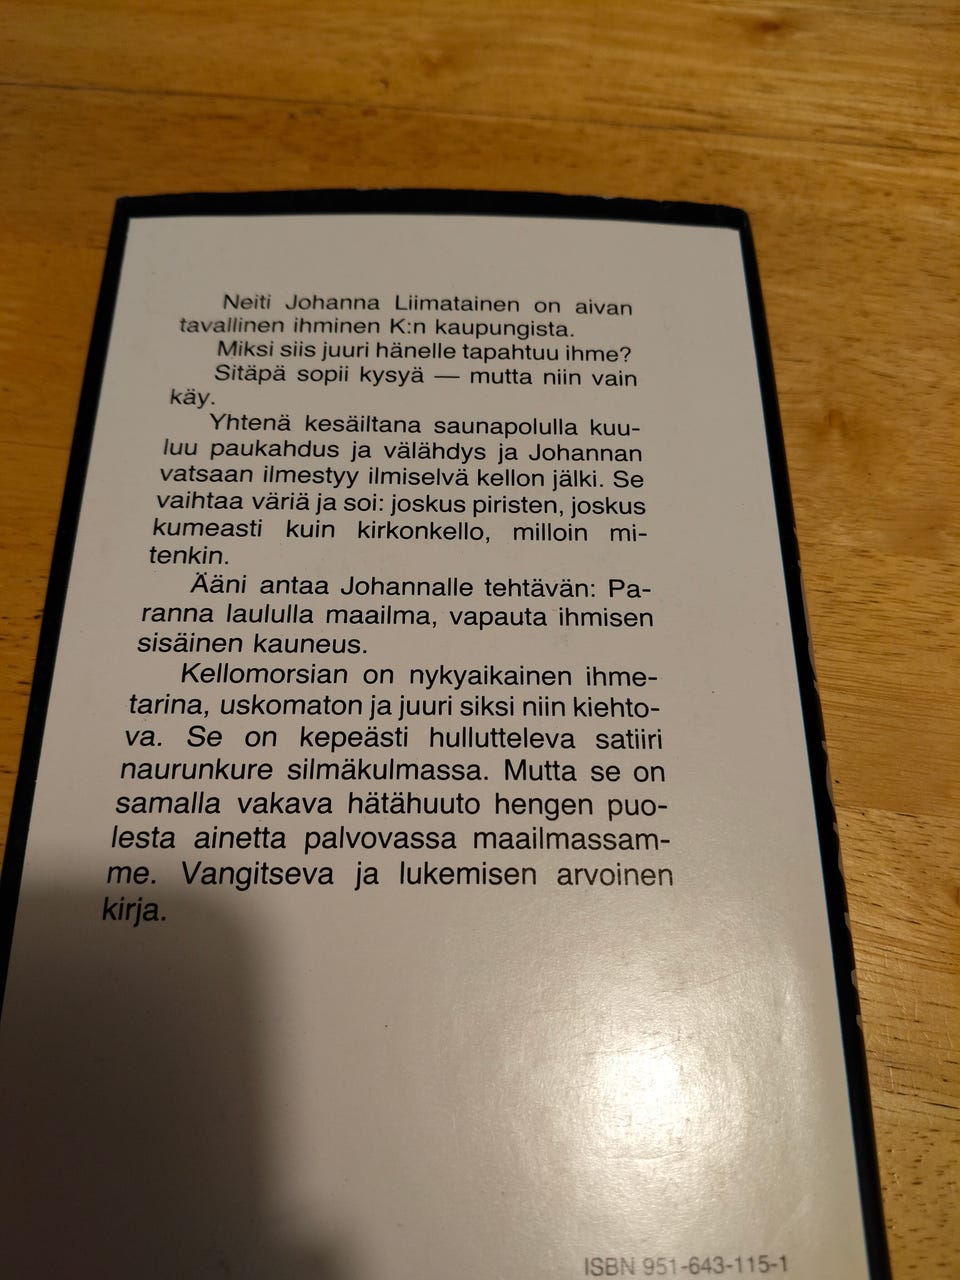 Neiti Johanna Liimatainen on aivan
tavallinen ihminen K:n kaupungista.
Miksi siis juuri hänelle tapahtuu ihme?
Sitäpä sopii kysyä — mutta niin vain
käy.
Yhtenä kesäiltana saunapolulla kuu-
luu paukahdus ja välähdys ja Johannan
vatsaan ilmestyy ilmiselvä kellon jälki. Se
vaihtaa väriä ja soi: joskus piristen, joskus
kumeasti kuin kirkonkello, milloin mi-
tenkin.
Ääni antaa Johannalle tehtävän: Pa-
ranna laululla maailma, vapauta ihmisen
sisäinen kauneus.
Kellomorsian on nykyaikainen ihme-
tarina, uskomaton ja juuri siksi niin kiehto-
va. Se on kepeästi hullutteleva satiiri
naurunkure silmäkulmassa. Mutta se on
samalla vakava hätähuuto hengen puo-
lesta ainetta palvovassa maailmassam-
me. Vangitseva ja lukemisen arvoinen
kirja.
ISBN 951-643-115-1